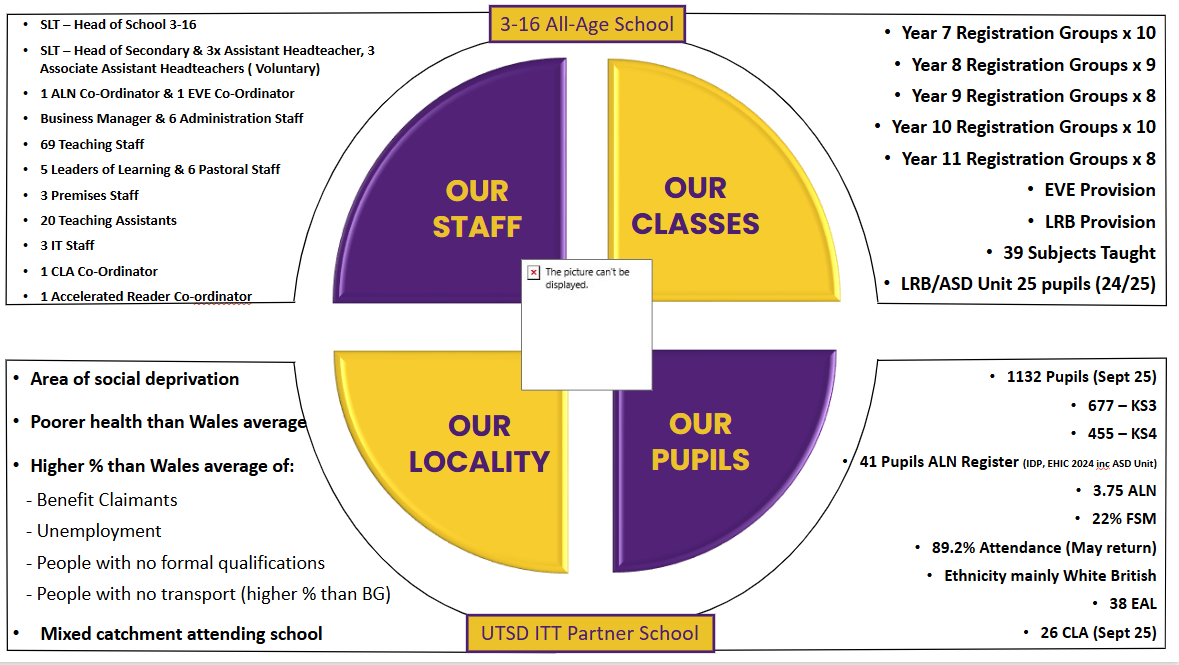 3-16 All-Age School
• SLT – Head of School 3-16
• SLT – Head of Secondary & 3x Assistant Headteacher, 3
Associate Assistant Headteachers ( Voluntary)
• 1 ALN Co-Ordinator & 1 EVE Co-Ordinator
• Business Manager & 6 Administration Staff
• 69 Teaching Staff
• 5 Leaders of Learning & 6 Pastoral Staff
• 3 Premises Staff
• 20 Teaching Assistants
• 3 IT Staff
• 1 CLA Co-Ordinator
• 1 Accelerated Reader Co-ordinator
OUR
STAFF
OUR
CLASSES
• Year 7 Registration Groups x 10
• Year 8 Registration Groups x 9
• Year 9 Registration Groups x 8
• Year 10 Registration Groups x 10
• Year 11 Registration Groups x 8
• EVE Provision
• LRB Provision
• 39 Subjects Taught
• LRB/ASD Unit 25 pupils (24/25)
The picture can't be
displayed.
• Area of social deprivation
• Poorer health than Wales average
• Higher % than Wales average of:
- Benefit Claimants
- Unemployment
- People with no formal qualifications
- People with no transport (higher % than BG)
• Mixed catchment attending school
OUR
LOCALITY
OUR
PUPILS
• 1132 Pupils (Sept 25)
• 677 – KS3
• 455 – KS4
• 41 Pupils ALN Register (IDP, EHIC 2024 inc ASD Unit)
• 3.75 ALN
• 22% FSM
• 89.2% Attendance (May return)
• Ethnicity mainly White British
• 38 EAL
• 26 CLA (Sept 25)
UTSD ITT Partner School